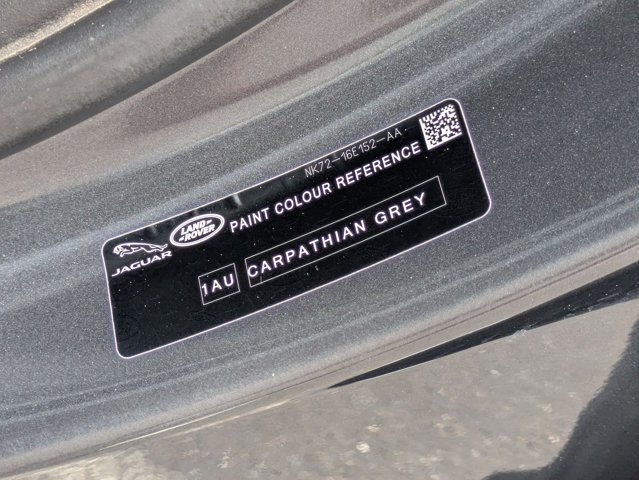 NK72-16E152-AA
JAGUAR
LAND-
-ROVER
PAINT COLOUR REFERENCE
1AU CARPATHIAN GREY